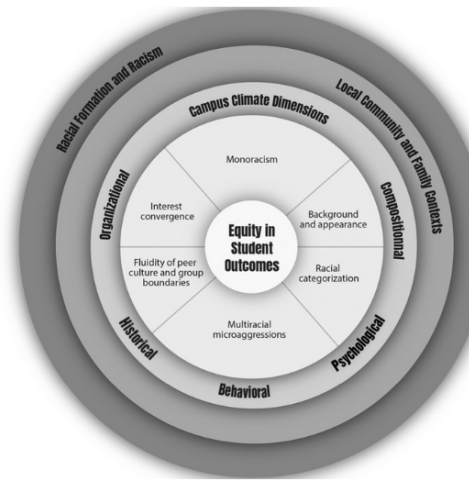 Racial Formation and Racism
Local Community and Family Contexts
Campus Climate Dimensions
Organizational
Compositionnal
Historical
Psychological
Behavioral
Monoracism
Interest
convergence
Background
and appearance
Equity in
Student
Outcomes
Fluidity of peer
culture and group
boundaries
Racial
categorization
Multiracial
microaggressions